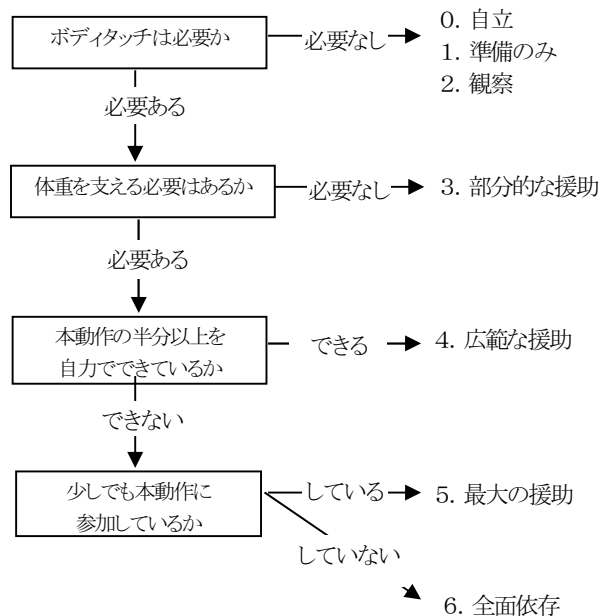 ボディタッチは必要か
必要なし
0. 自立
1. 準備のみ
2. 観察
必要ある
体重を支える必要はあるか
必要なし
3. 部分的な援助
必要ある
本動作の半分以上を
自力でできているか
できる
4. 広範な援助
できない
少しでも本動作に
参加しているか
している
5. 最大の援助
していない
6. 全面依存